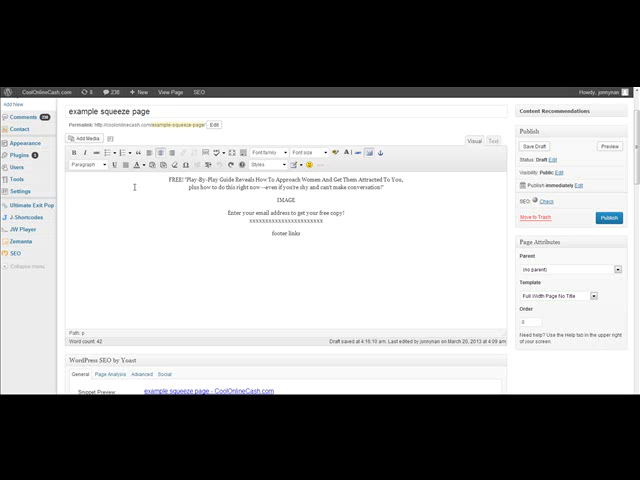 CoolOnlineCash.com 8 236 + New View Page SEO Howdy, jonnynan
Add New
Comments 236
Contact
Appearance
Plugins 5
Users
Tools
Settings
Ultimate Exit Pop
J-Shortcodes
JW Player
Zemanta
SEO
Collapse menu
example squeeze page
Permalink: http://coolonlinecash.com/example-squeeze-page/ Edit
Add Media
Visual Text
Font family Font size
Paragraph Styles
FREE! "Play-By-Play Guide Reveals How To Approach Women And Get Them Attracted To You,
plus how to do this right now --even if you're shy and can't make conversation!"
IMAGE
Enter your email address to get your free copy!
xxxxxxxxxxxxxxxxxxxxxx
footer links
Path: p
Word count: 42 Draft saved at 4:16:10 am. Last edited by jonnynan on March 20, 2013 at 4:09 am
WordPress SEO by Yoast
General Page Analysis Advanced Social
Snippet Preview example squeeze page - CoolOnlineCash.com
Content Recommendations
Publish
Save Draft Preview
Status: Draft Edit
Visibility: Public Edit
Publish immediately Edit
SEO: Check
Move to Trash Publish
Page Attributes
Parent
(no parent)
Template
Full Width Page No Title
Order
0
Need help? Use the Help tab in the upper right
of your screen.